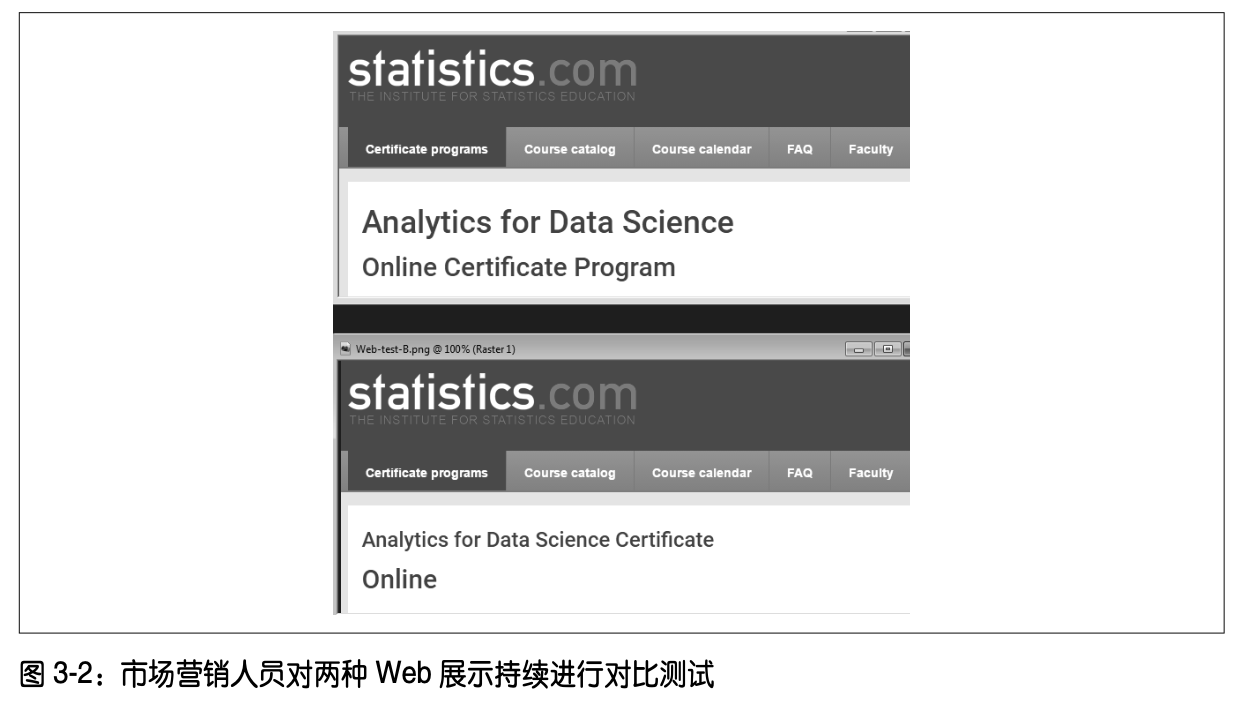 statistics.com
THE INSTITUTE FOR STATISTICS EDUCATION
Certificate programs Course catalog Course calendar FAQ Faculty
Analytics for Data Science
Online Certificate Program
Web-test-B.png @ 100% (Raster 1)
statistics.com
THE INSTITUTE FOR STATISTICS EDUCATION
Certificate programs Course catalog Course calendar FAQ Faculty
Analytics for Data Science Certificate
Online
图 3-2：市场营销人员对两种 Web 展示持续进行对比测试